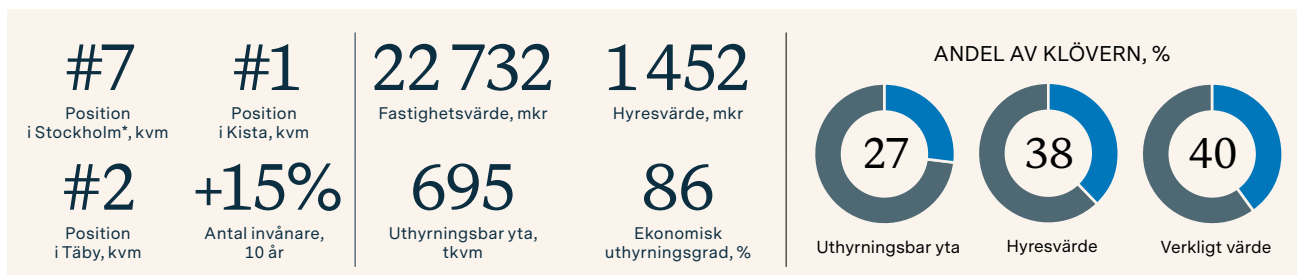 #7
Position
i Stockholm*, kvm
#1
Position
i Kista, kvm
#2
Position
i Täby, kvm
+15%
Antal invånare,
10 år
22 732
Fastighetsvärde, mkr
1 452
Hyresvärde, mkr
695
Uthyrningsbar yta,
tkvm
86
Ekonomisk
uthyrningsgrad, %
ANDEL AV KLÖVERN, %
27
Uthyrningsbar yta
38
Hyresvärde
40
Verkligt värde